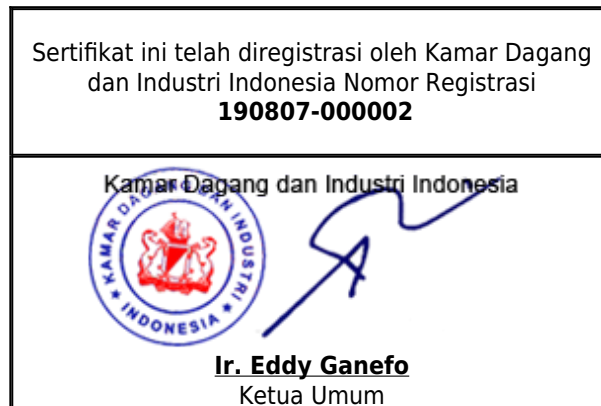 Sertifikat ini telah diregistrasi oleh Kamar Dagang
dan Industri Indonesia Nomor Registrasi
190807-000002
Kamar Dagang dan Industri Indonesia
KAMAR DAGANG DAN INDUSTRI
INDONESIA
Ir. Eddy Ganefo
Ketua Umum